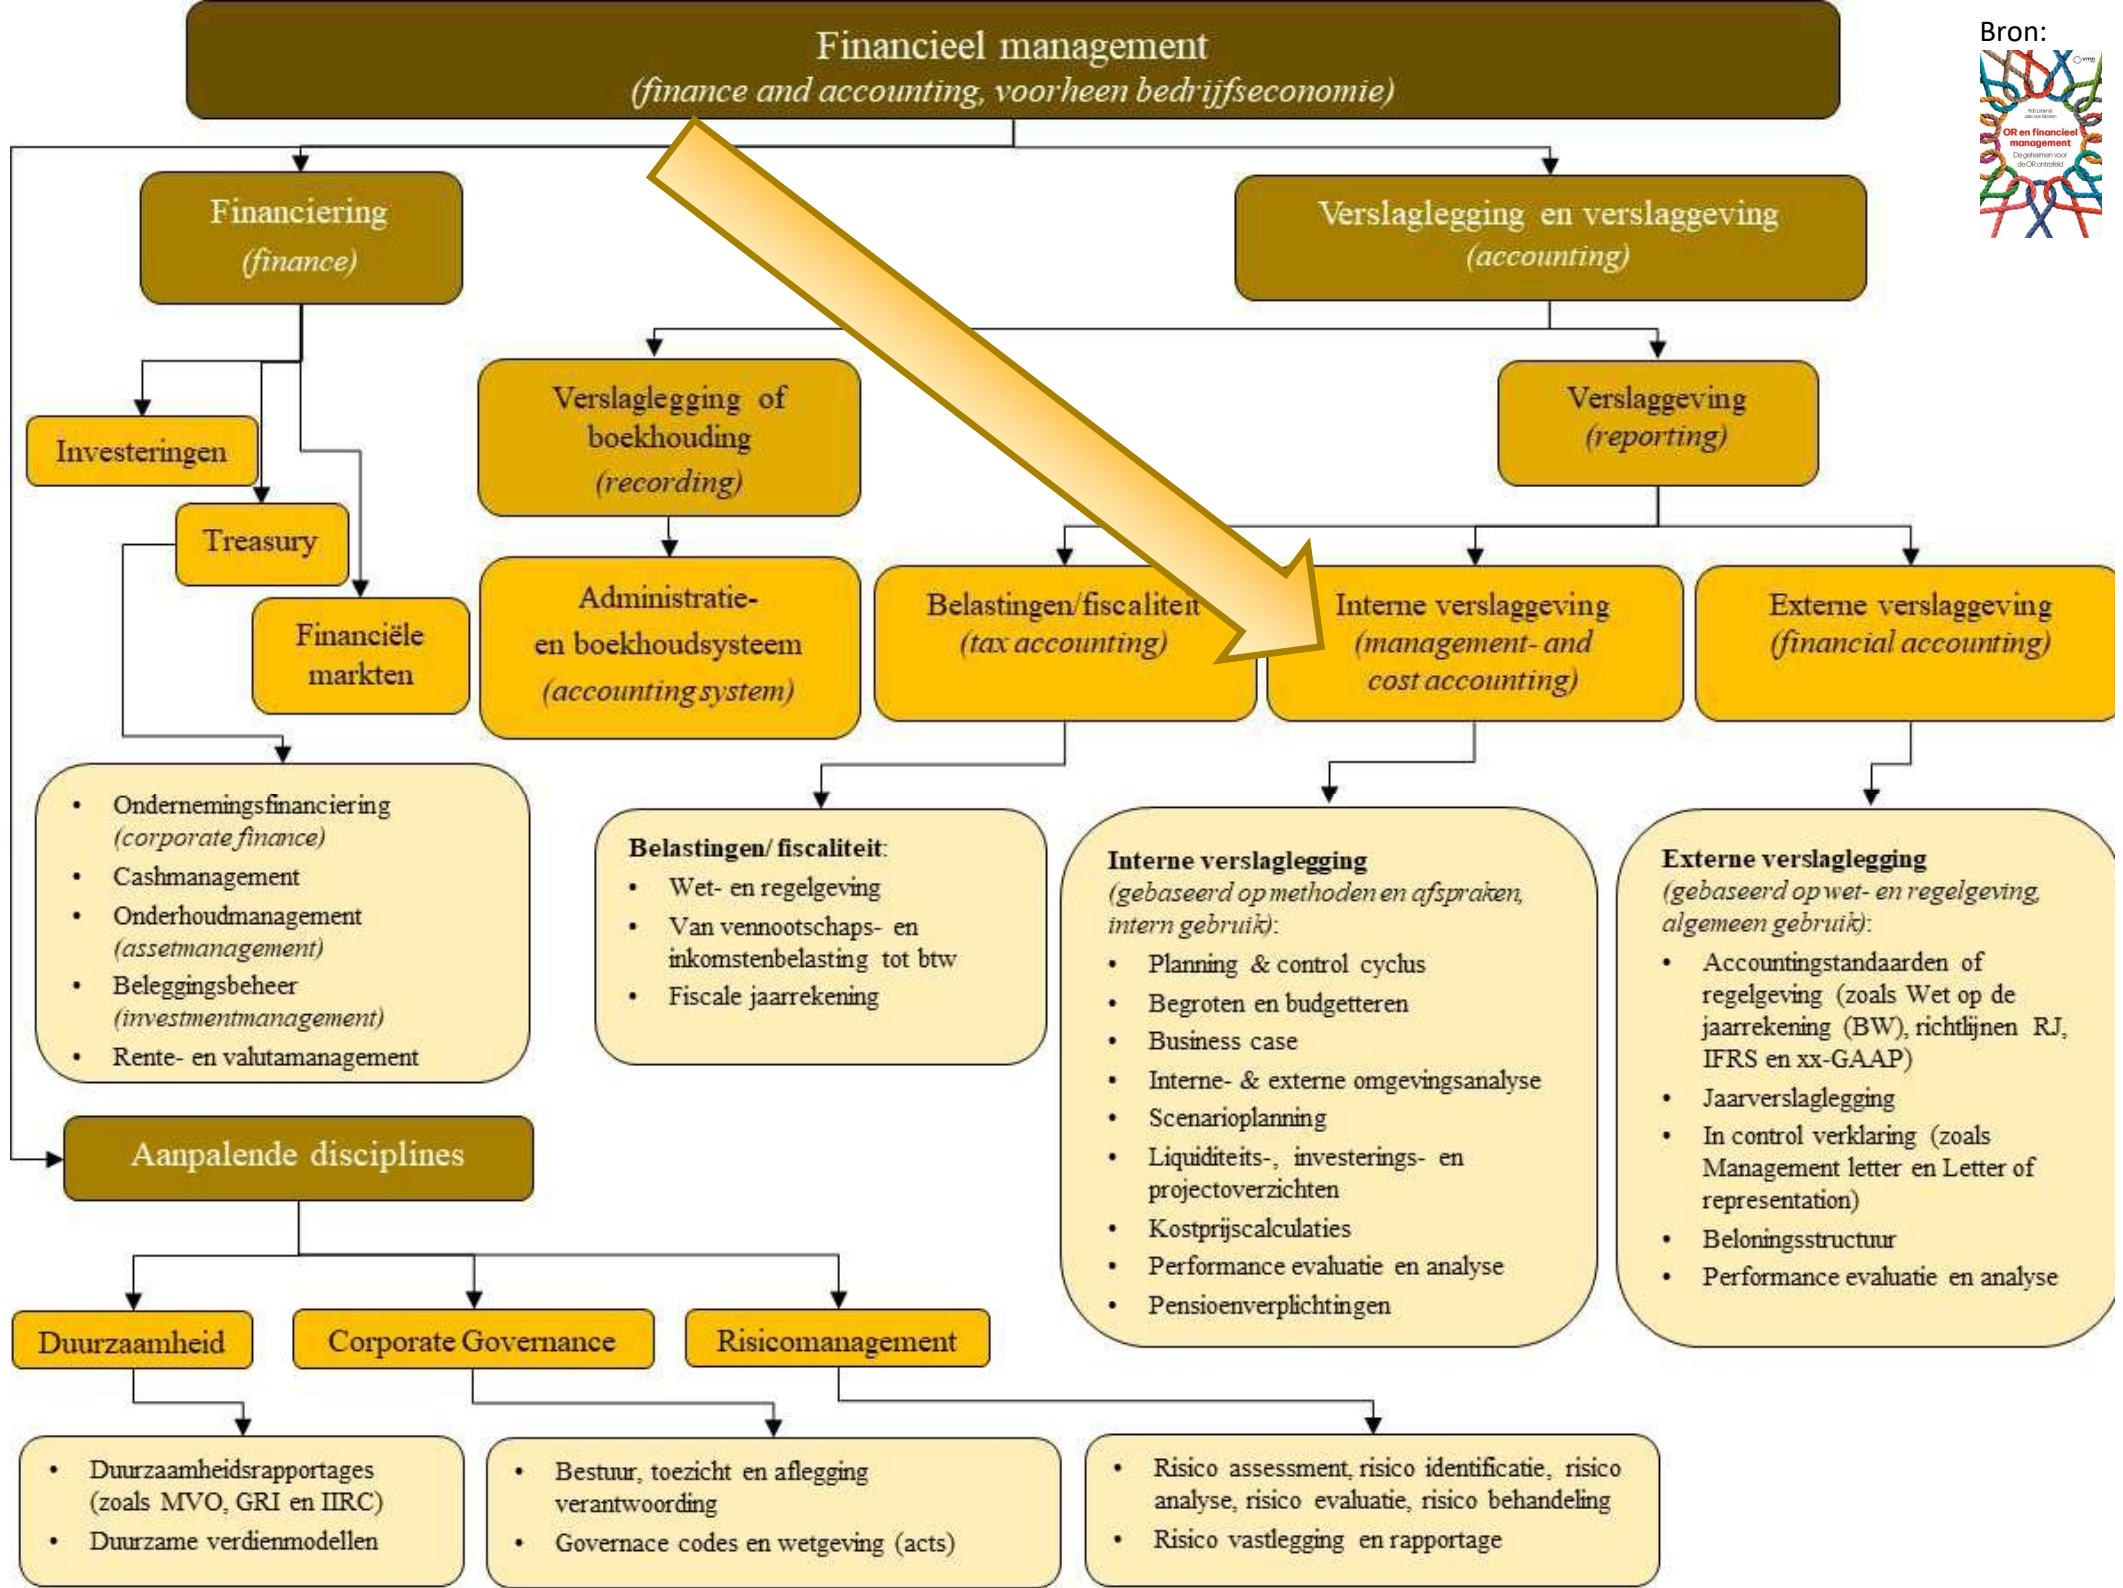 Financieel management
(finance and accounting, voorheen bedrijfseconomie)
Bron:
OR en financieel
management
De geheimen voor
de OR ontrafeld
Financiering
(finance)
Verslaglegging en verslaggeving
(accounting)
Investeringen
Treasury
Financiële
markten
Verslaglegging of
boekhouding
(recording)
Verslaggeving
(reporting)
Administratie-
en boekhoudsysteem
(accounting system)
Belastingen/fiscaliteit
(tax accounting)
Interne verslaggeving
(management- and
cost accounting)
Externe verslaggeving
(financial accounting)
• Ondernemingsfinanciering
(corporate finance)
• Cashmanagement
• Onderhoudmanagement
(assetmanagement)
• Beleggingsbeheer
(investmentmanagement)
• Rente- en valutamanagement
Belastingen/ fiscaliteit:
• Wet- en regelgeving
• Van vennootschaps- en
inkomstenbelasting tot btw
• Fiscale jaarrekening
Interne verslaglegging
(gebaseerd op methoden en afspraken,
intern gebruik):
• Planning & control cyclus
• Begroten en budgetteren
• Business case
• Interne- & externe omgevingsanalyse
• Scenarioplanning
• Liquiditeits-, investerings- en
projectoverzichten
• Kostprijscalculaties
• Performance evaluatie en analyse
• Pensioenverplichtingen
Externe verslaglegging
(gebaseerd op wet- en regelgeving,
algemeen gebruik):
• Accountingstandaarden of
regelgeving (zoals Wet op de
jaarrekening (BW), richtlijnen RJ,
IFRS en xx-GAAP)
• Jaarverslaglegging
• In control verklaring (zoals
Management letter en Letter of
representation)
• Beloningsstructuur
• Performance evaluatie en analyse
Aanpalende disciplines
Duurzaamheid
Corporate Governance
Risicomanagement
• Duurzaamheidsrapportages
(zoals MVO, GRI en IIRC)
• Duurzame verdienmodellen
• Bestuur, toezicht en aflegging
verantwoording
• Governace codes en wetgeving (acts)
• Risico assessment, risico identificatie, risico
analyse, risico evaluatie, risico behandeling
• Risico vastlegging en rapportage